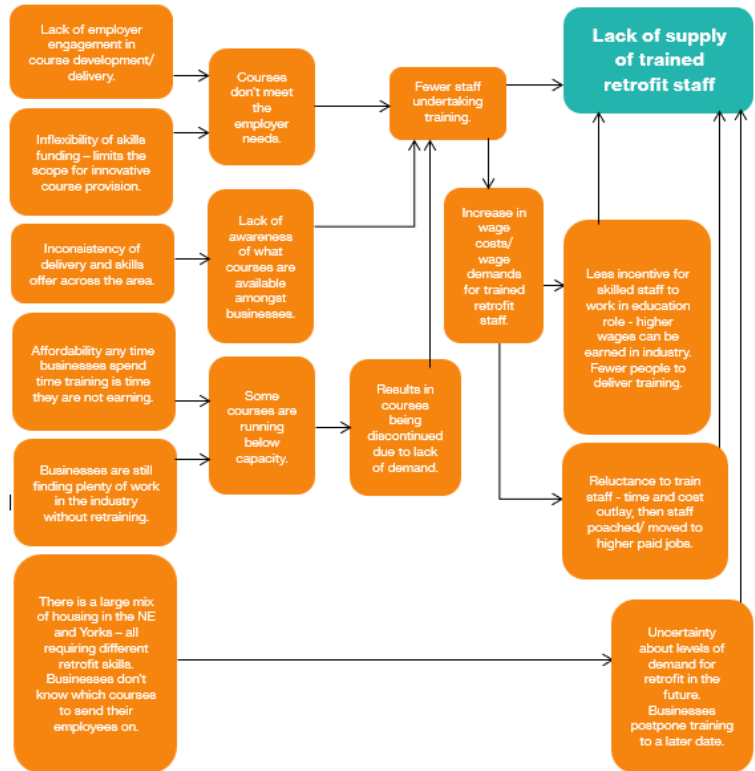 Lack of employer
engagement in
course development/
delivery.
Inflexibility of skills
funding – limits the
scope for innovative
course provision.
Inconsistency of
delivery and skills
offer across the area.
Affordability any time
businesses spend
time training is time
they are not earning.
Businesses are still
finding plenty of work
in the industry
without retraining.
There is a large mix
of housing in the NE
and Yorks – all
requiring different
retrofit skills.
Businesses don't
know which courses
to send their
employees on.
Courses
don't meet
the
employer
needs.
Lack of
awareness
of what
courses are
available
amongst
businesses.
Some
courses are
running
below
capacity.
Results in
courses
being
discontinued
due to lack
of demand.
Fewer staff
undertaking
training.
Increase in
wage
costs/
wage
demands
for trained
retrofit
staff.
Lack of supply
of trained
retrofit staff
Less incentive for
skilled staff to
work in education
role - higher
wages can be
earned in industry.
Fewer people to
deliver training.
Reluctance to train
staff - time and cost
outlay, then staff
poached/ moved to
higher paid jobs.
Uncertainty
about levels of
demand for
retrofit in the
future.
Businesses
postpone training
to a later date.